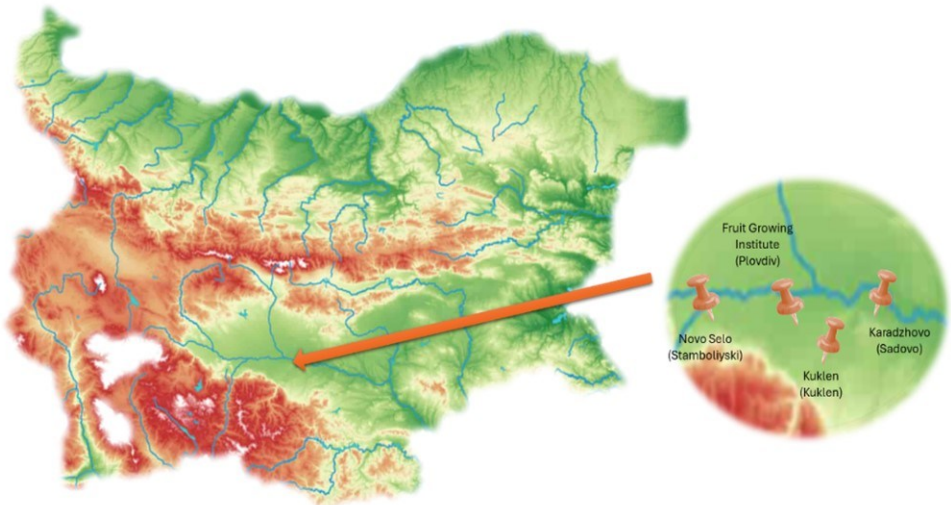 Fruit Growing
Institute
(Plovdiv)
Novo Selo
(Stamboliyski)
Karadzhovo
(Sadovo)
Kuklen
(Kuklen)